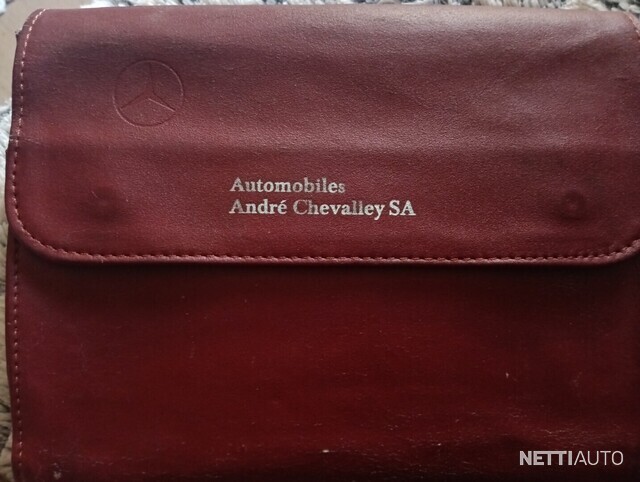 Automobiles
André Chevalley SA
NETTIAUTO